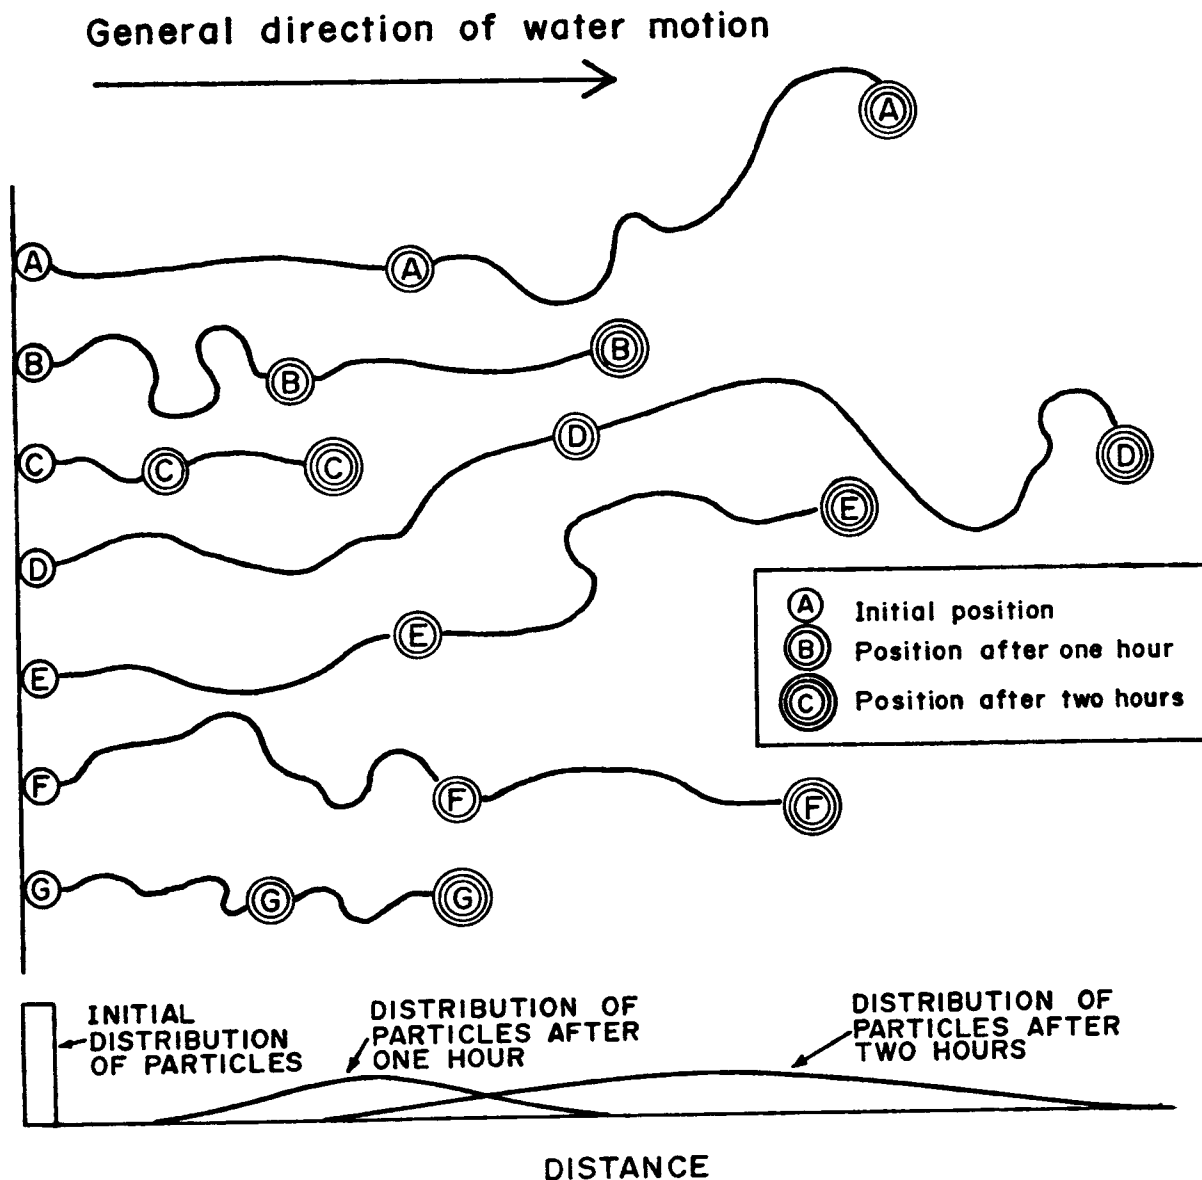 General direction of water motion
A
A
A
B
B
B
C
C
C
D
D
D
E
E
E
F
F
F
G
G
G
A Initial position
B Position after one hour
C Position after two hours
INITIAL
DISTRIBUTION
OF PARTICLES
DISTRIBUTION OF
PARTICLES AFTER
ONE HOUR
DISTRIBUTION OF
PARTICLES AFTER
TWO HOURS
DISTANCE